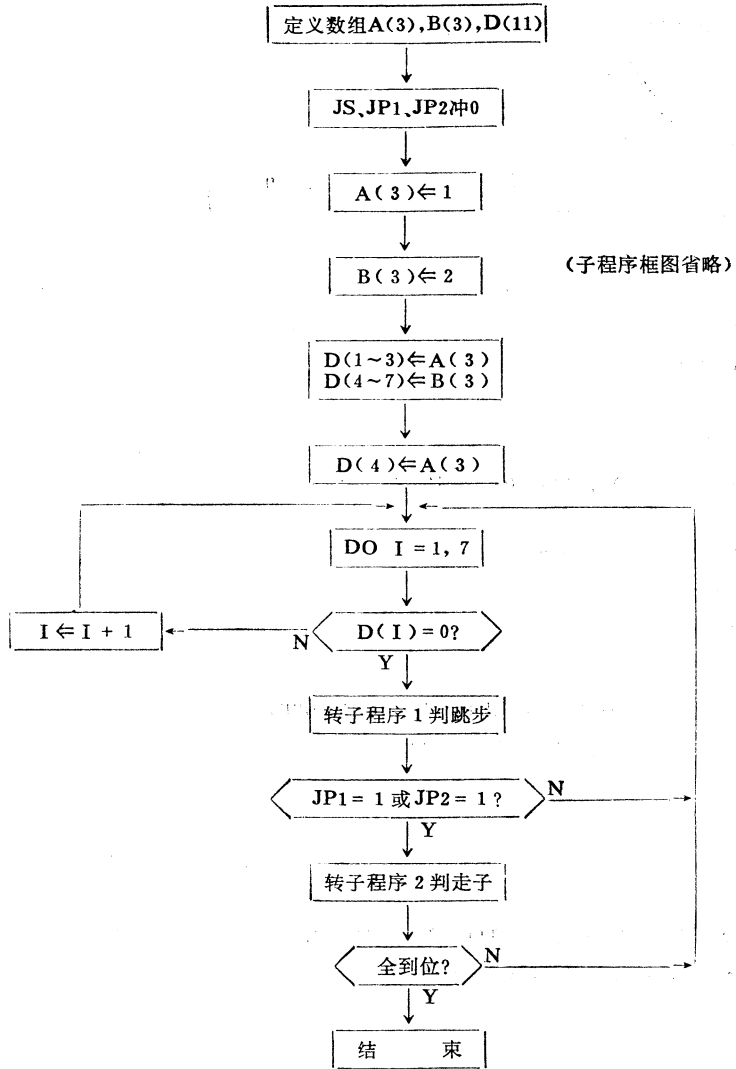 定义数组A(3),B(3),D(11)
JS、JP1、JP2冲0
A(3)⇐1
B(3)⇐2
(子程序框图省略)
D(1~3)⇐A(3)
D(4~7)⇐B(3)
D(4)⇐A(3)
DO I=1,7
I⇐I+1
N
D(I)=0?
Y
转子程序1判跳步
JP1=1或JP2=1?
N
Y
转子程序2判走子
全到位?
N
Y
结 束